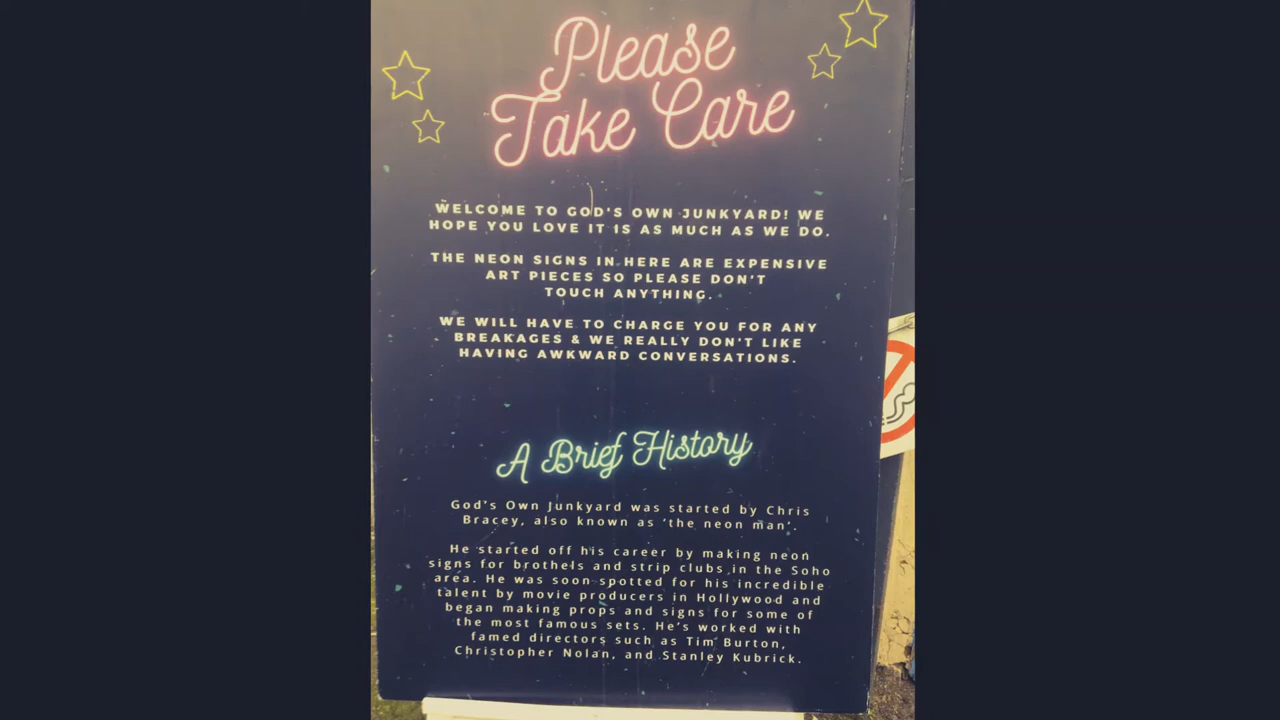 Please
Take Care
WELCOME TO GOD'S OWN JUNKYARD! WE
HOPE YOU LOVE IT IS AS MUCH AS WE DO.
THE NEON SIGNS IN HERE ARE EXPENSIVE
ART PIECES SO PLEASE DON'T
TOUCH ANYTHING.
WE WILL HAVE TO CHARGE YOU FOR ANY
BREAKAGES & WE REALLY DON'T LIKE
HAVING AWKWARD CONVERSATIONS.
A Brief History
God's Own Junkyard was started by Chris
Bracey, also known as 'the neon man'.
He started off his career by making neon
signs for brothels and strip clubs in the Soho
area. He was soon spotted for his incredible
talent by movie producers in Hollywood and
began making props and signs for some of
the most famous sets. He's worked with
famed directors such as Tim Burton,
Christopher Nolan, and Stanley Kubrick.